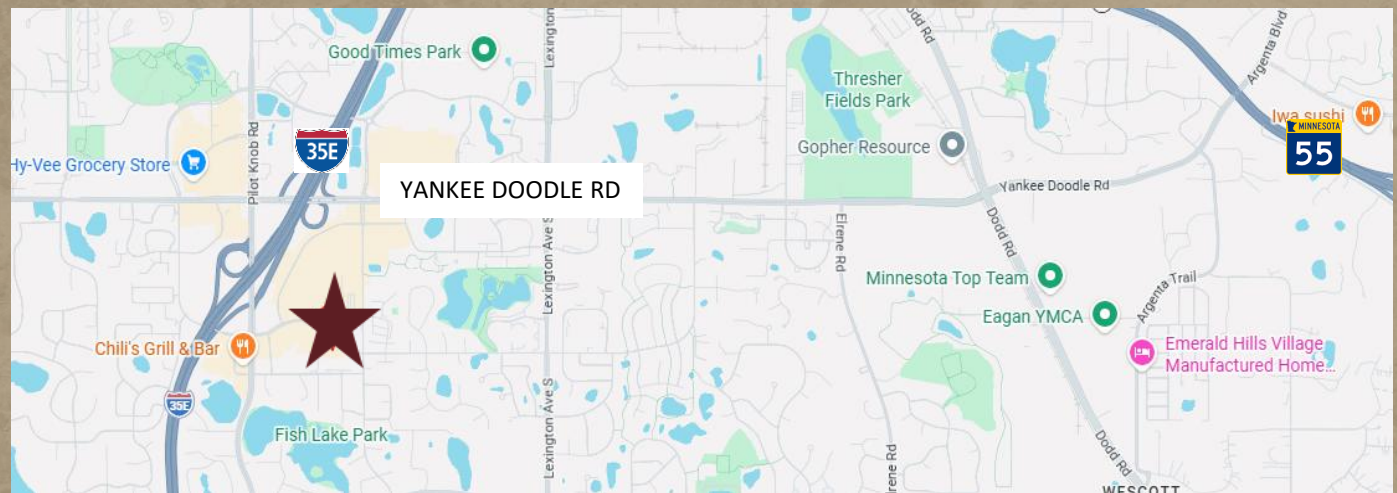 Good Times Park
Lexington
Dodd Rd
Argenta Blvd
Thresher
Fields Park
Iwa sushi
MINNESOTA
55
Pilot Knob Rd
35E
Hy-Vee Grocery Store
Gopher Resource
YANKEE DOODLE RD
Yankee Doodle Rd
Lexington Ave S
Elrene Rd
Dodd Rd
Minnesota Top Team
Argenta Trail
Eagan YMCA
Chili's Grill & Bar
Emerald Hills Village
Manufactured Home...
35E
Lexington Ave S
Fish Lake Park
Elrene Rd
Dodd Rd
WESCOTT